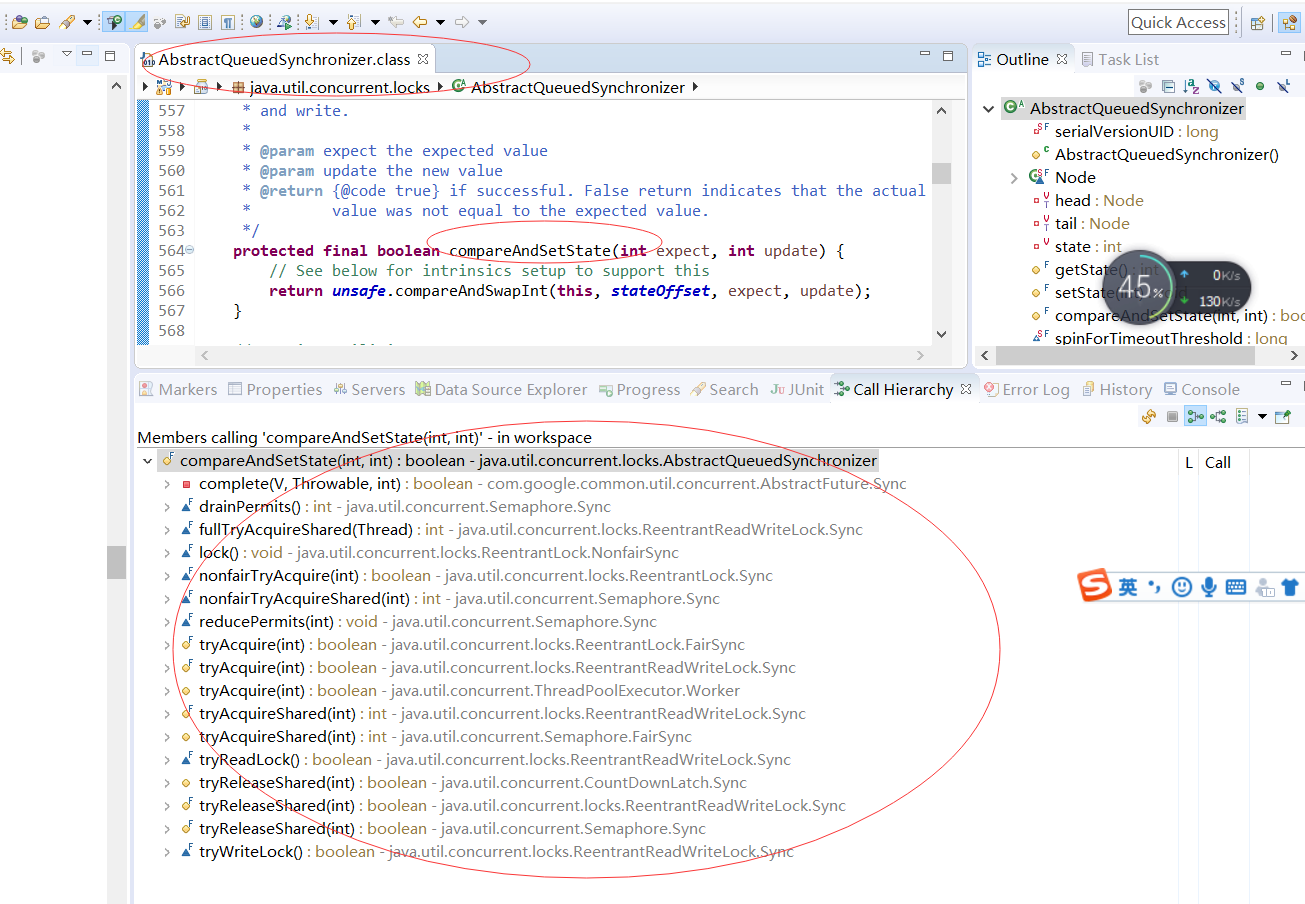 Quick Access
AbstractQueuedSynchronizer.class
java.util.concurrent.locks
AbstractQueuedSynchronizer
557 * and write.
558 *
559 * @param expect the expected value
560 * @param update the new value
561 * @return {@code true} if successful. False return indicates that the actual
562 * value was not equal to the expected value.
563 */
564 protected final boolean compareAndSetState(int expect, int update) {
565 // See below for intrinsics setup to support this
566 return unsafe.compareAndSwapInt(this, stateOffset, expect, update);
567 }
568
Outline
Task List
AbstractQueuedSynchronizer
serialVersionUID : long
AbstractQueuedSynchronizer()
Node
head : Node
tail : Node
state : int
getState() : int
setState(
compareAndSetState(int, int) : boo
spinForTimeoutThreshold : long
45%
0K/s
130K/s
Markers
Properties
Servers
Data Source Explorer
Progress
Search
JUnit
Call Hierarchy
Error Log
History
Console
Members calling 'compareAndSetState(int, int)' - in workspace
compareAndSetState(int, int) : boolean - java.util.concurrent.locks.AbstractQueuedSynchronizer
L
Call
complete(V, Throwable, int) : boolean - com.google.common.util.concurrent.AbstractFuture.Sync
drainPermits() : int - java.util.concurrent.Semaphore.Sync
fullTryAcquireShared(Thread) : int - java.util.concurrent.locks.ReentrantReadWriteLock.Sync
lock() : void - java.util.concurrent.locks.ReentrantLock.NonfairSync
nonfairTryAcquire(int) : boolean - java.util.concurrent.locks.ReentrantLock.Sync
nonfairTryAcquireShared(int) : int - java.util.concurrent.Semaphore.Sync
reducePermits(int) : void - java.util.concurrent.Semaphore.Sync
tryAcquire(int) : boolean - java.util.concurrent.locks.ReentrantLock.FairSync
tryAcquire(int) : boolean - java.util.concurrent.locks.ReentrantReadWriteLock.Sync
tryAcquire(int) : boolean - java.util.concurrent.ThreadPoolExecutor.Worker
tryAcquireShared(int) : int - java.util.concurrent.locks.ReentrantReadWriteLock.Sync
tryAcquireShared(int) : int - java.util.concurrent.Semaphore.FairSync
tryReadLock() : boolean - java.util.concurrent.locks.ReentrantReadWriteLock.Sync
tryReleaseShared(int) : boolean - java.util.concurrent.CountDownLatch.Sync
tryReleaseShared(int) : boolean - java.util.concurrent.locks.ReentrantReadWriteLock.Sync
tryReleaseShared(int) : boolean - java.util.concurrent.Semaphore.Sync
tryWriteLock() : boolean - java.util.concurrent.locks.ReentrantReadWriteLock.Sync
英